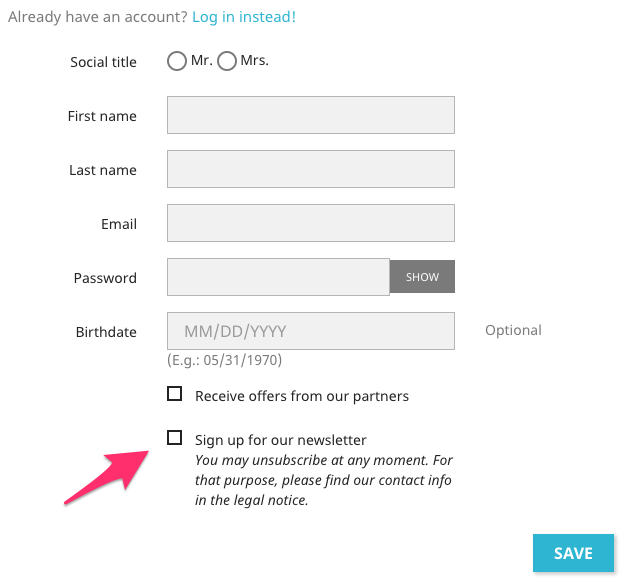 Already have an account? Log in instead!
Social title Mr. Mrs.
First name
Last name
Email
Password SHOW
Birthdate MM/DD/YYYY Optional
(E.g.: 05/31/1970)
Receive offers from our partners
Sign up for our newsletter
You may unsubscribe at any moment. For
that purpose, please find our contact info
in the legal notice.
SAVE